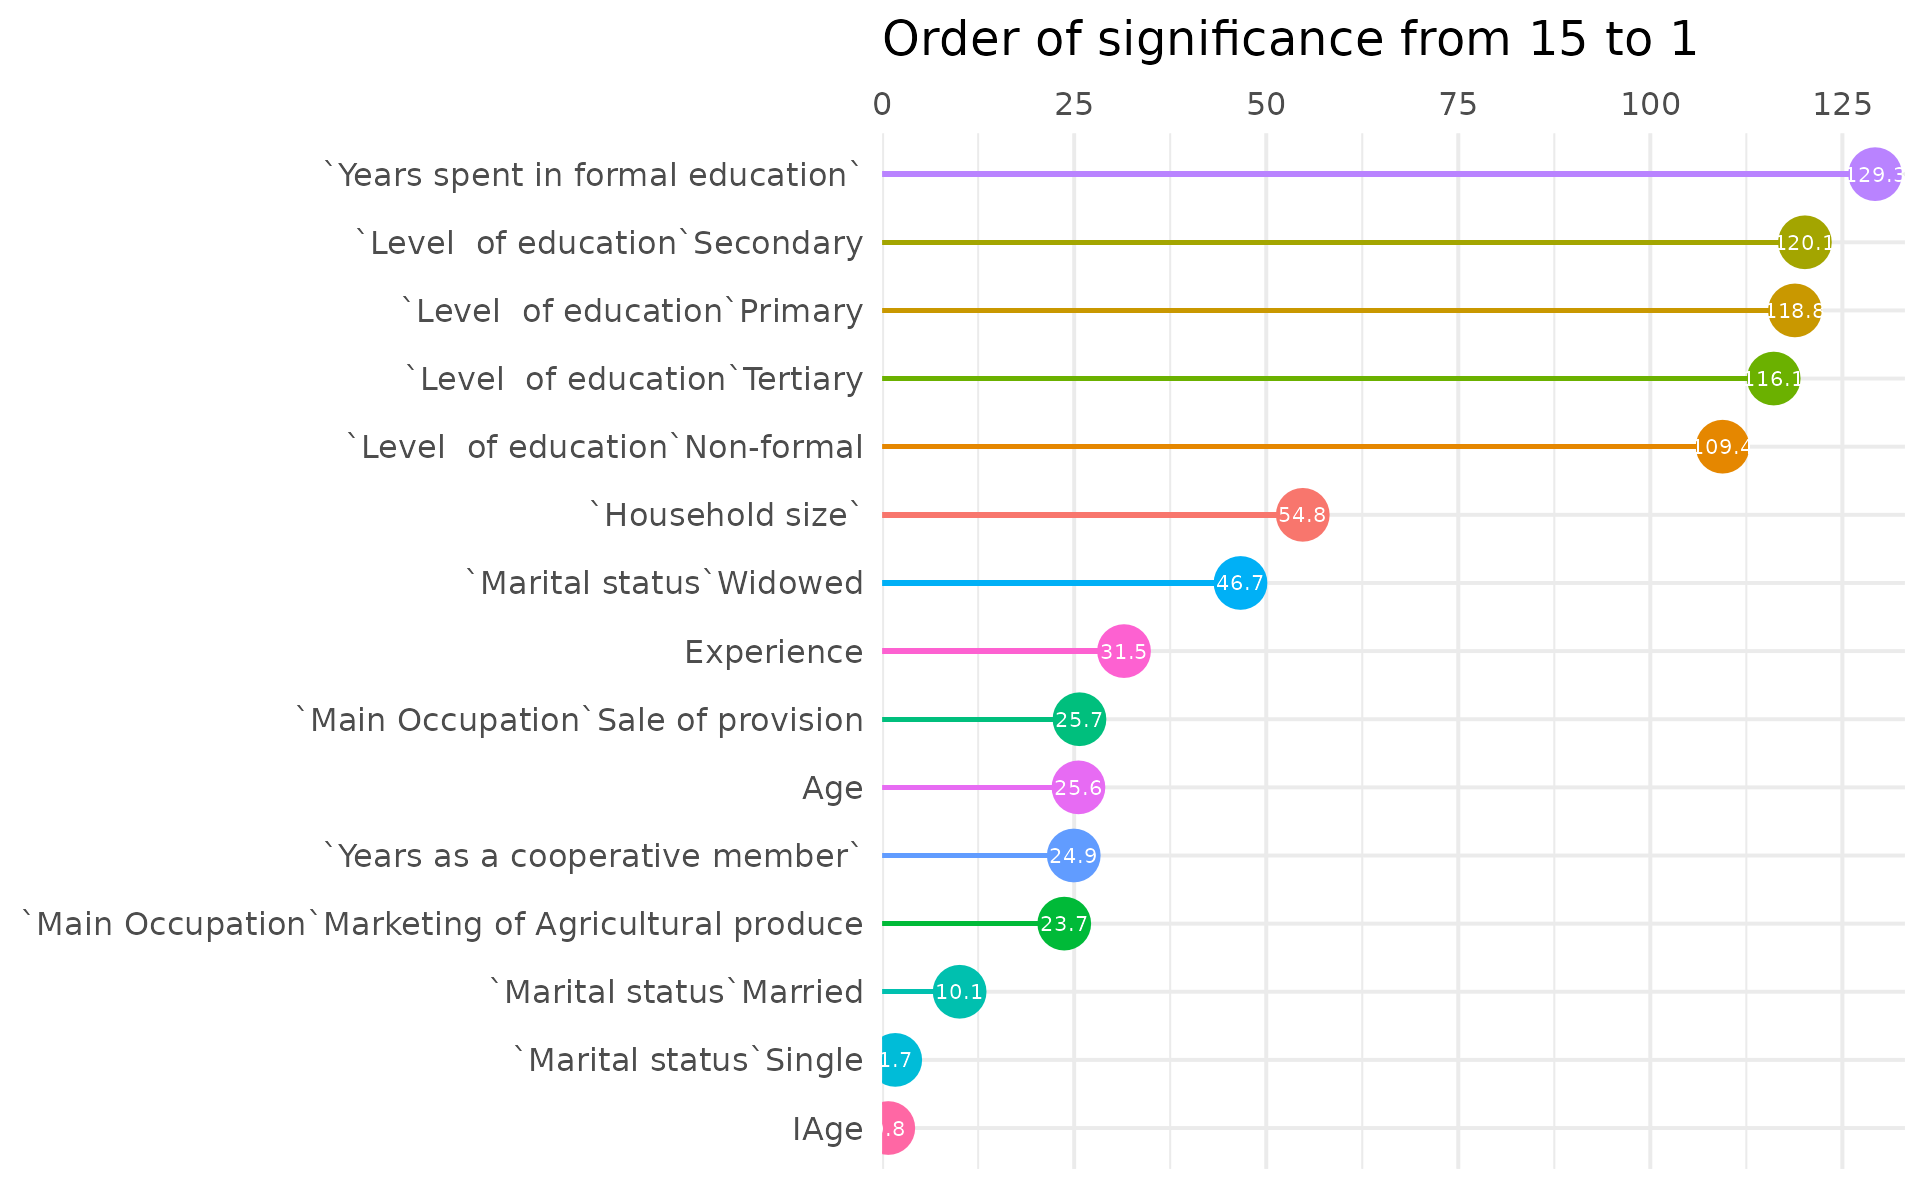 Order of significance from 15 to 1
0 25 50 75 100 125
`Years spent in formal education` 129.3
`Level  of education`Secondary 120.1
`Level  of education`Primary 118.8
`Level  of education`Tertiary 116.1
`Level  of education`Non-formal 109.4
`Household size` 54.8
`Marital status`Widowed 46.7
Experience 31.5
`Main Occupation`Sale of provision 25.7
Age 25.6
`Years as a cooperative member` 24.9
`Main Occupation`Marketing of Agricultural produce 23.7
`Marital status`Married 10.1
`Marital status`Single 1.7
IAge 0.8